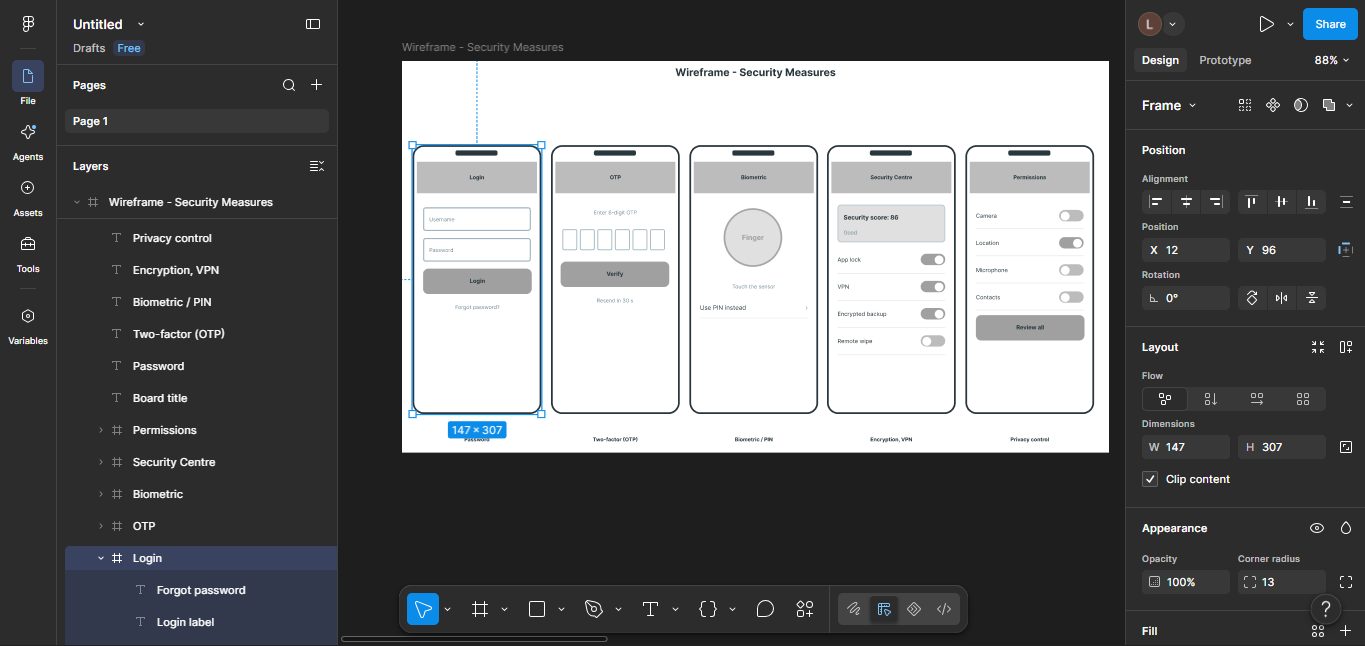 Untitled
Drafts Free
File
Agents
Assets
Tools
Variables
Pages
Page 1
Layers
Wireframe - Security Measures
Privacy control
Encryption, VPN
Biometric / PIN
Two-factor (OTP)
Password
Board title
Permissions
Security Centre
Biometric
OTP
Login
Forgot password
Login label
Wireframe - Security Measures
Wireframe - Security Measures
Login
Username
Password
Login
Forgot password?
147 × 307
Password
OTP
Enter 6-digit OTP
Verify
Resend in 30 s
Two-factor (OTP)
Biometric
Finger
Touch the sensor
Use PIN instead ›
Biometric / PIN
Security Centre
Security score: 86
Good
App lock
VPN
Encrypted backup
Remote wipe
Encryption, VPN
Permissions
Camera
Location
Microphone
Contacts
Review all
Privacy control
L
Share
Design Prototype 88%
Frame
Position
Alignment
Position
X 12 Y 96
Rotation
0°
Layout
Flow
Dimensions
W 147 H 307
Clip content
Appearance
Opacity Corner radius
100% 13
Fill
?